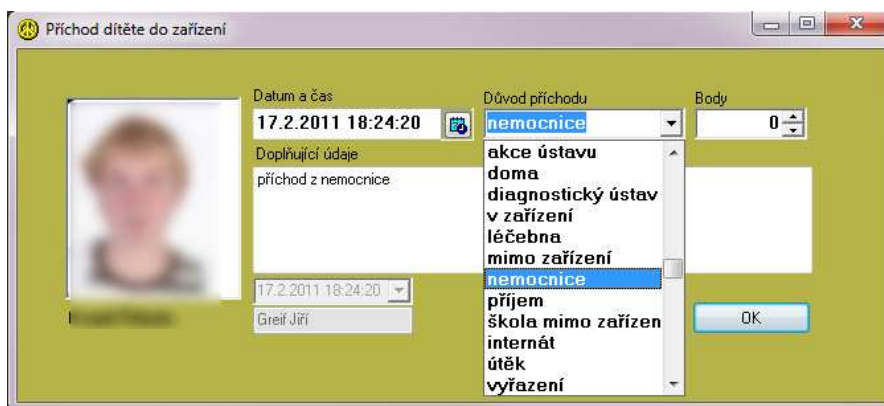 Příchod dítěte do zařízení
Datum a čas
Důvod příchodu
Body
17.2.2011 18:24:20
nemocnice
0
Doplňující údaje
příchod z nemocnice
akce ústavu
doma
diagnostický ústav
v zařízení
léčebna
mimo zařízení
nemocnice
příjem
škola mimo zařízen
internát
útěk
vyřazení
17.2.2011 18:24:20
Greif Jiří
OK